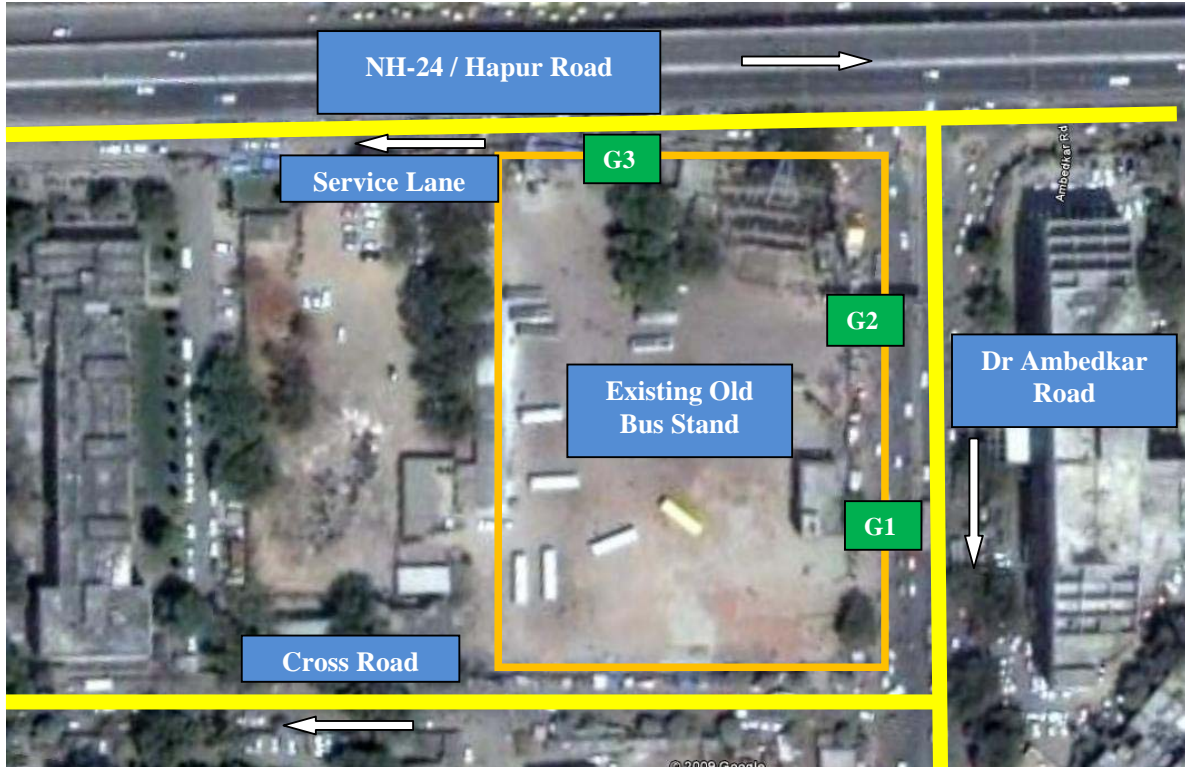 NH-24 / Hapur Road
G3
Service Lane
Ambedkar Rd
G2
Dr Ambedkar
Road
Existing Old
Bus Stand
G1
Cross Road
© 2009 Google